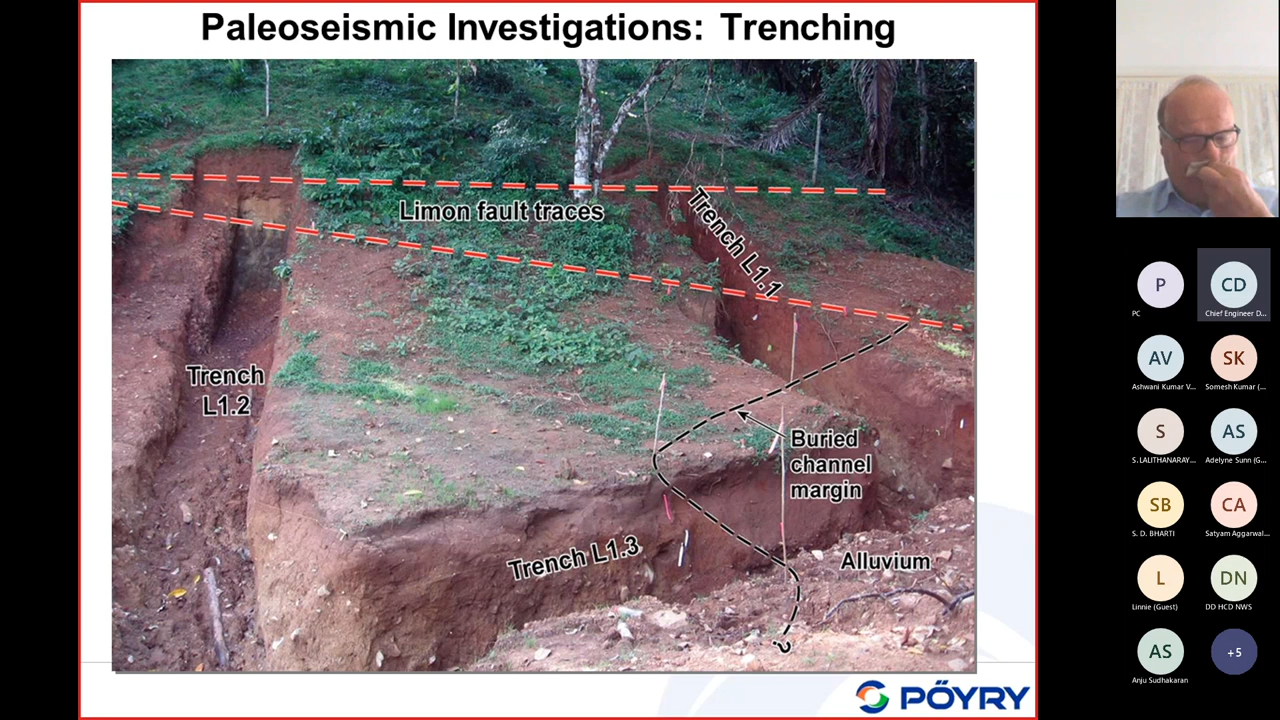 Paleoseismic Investigations: Trenching
Limon fault traces
Trench L1.1
Trench
L1.2
Buried
channel
margin
Trench L1.3
Alluvium
?
PÖYRY
P
CD
PC
Chief Engineer D...
AV
SK
Ashwani Kumar V...
Somesh Kumar (...
S
AS
S. LALITHANARAY...
Adelyne Sunn (G...
SB
CA
S. D. BHARTI
Satyam Aggarwal...
L
DN
Linnie (Guest)
DD HCD NWS
AS
+5
Anju Sudhakaran